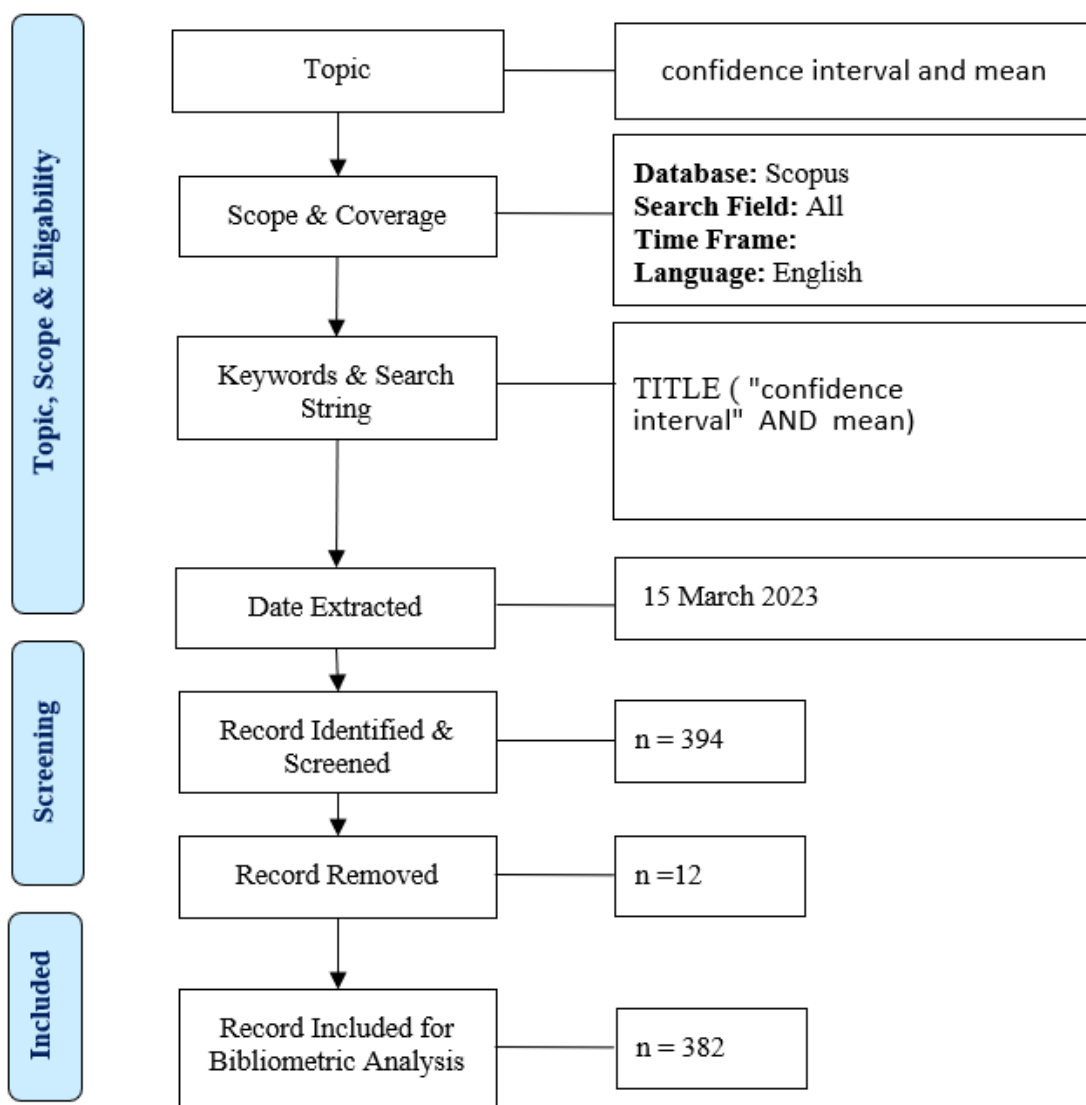 Topic, Scope & Eligability
Topic
confidence interval and mean
Scope & Coverage
Database: Scopus
Search Field: All
Time Frame:
Language: English
Keywords & Search
String
TITLE ( "confidence
interval" AND mean)
Date Extracted
15 March 2023
Screening
Record Identified &
Screened
n = 394
Record Removed
n =12
Included
Record Included for
Bibliometric Analysis
n = 382